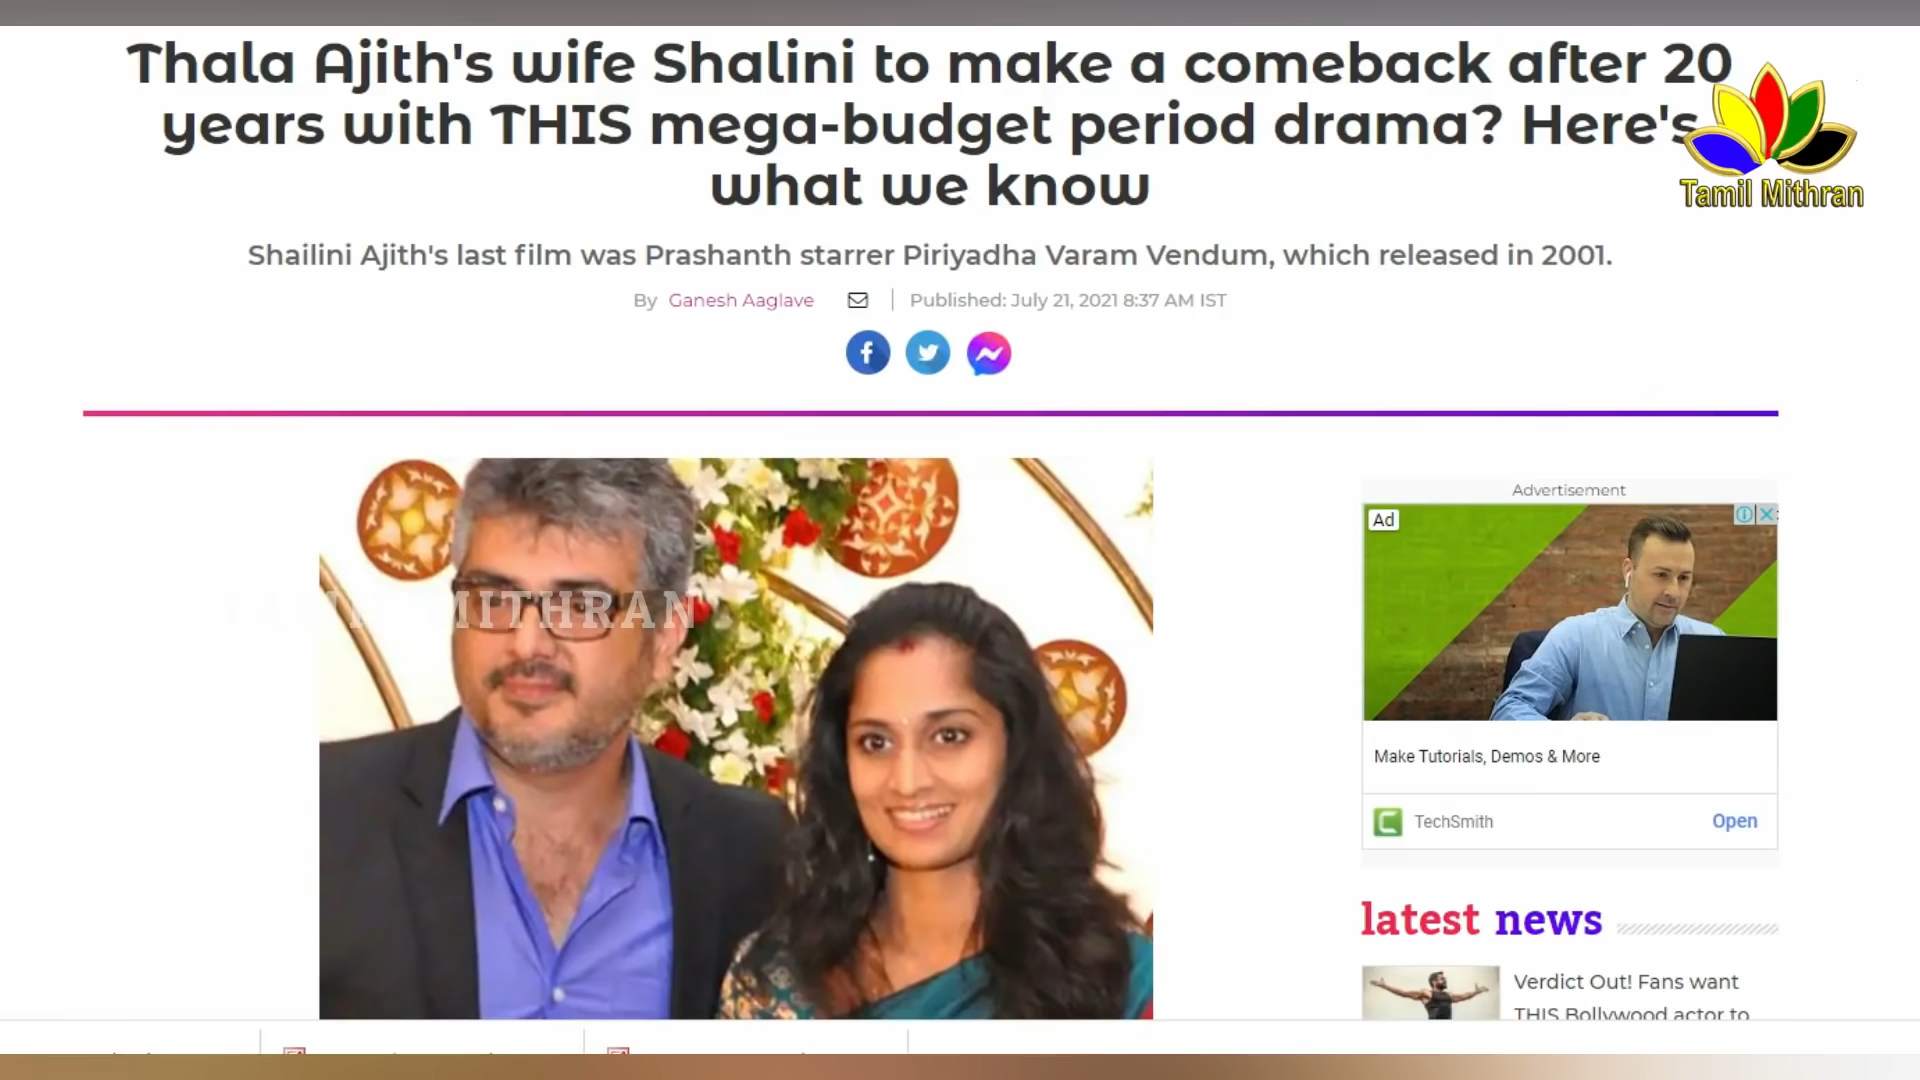 Thala Ajith's wife Shalini to make a comeback after 20
years with THIS mega-budget period drama? Here's
what we know
Tamil Mithran
Shailini Ajith's last film was Prashanth starrer Piriyadha Varam Vendum, which released in 2001.
By Ganesh Aaglave | Published: July 21, 2021 8:37 AM IST
MITHRAN
Advertisement
Ad
Make Tutorials, Demos & More
TechSmith
Open
latest news
Verdict Out! Fans want
THIS Bollywood actor to